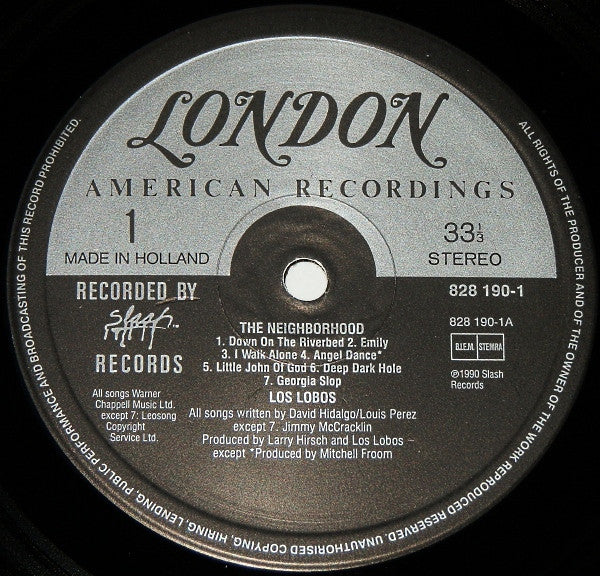 LONDON
AMERICAN RECORDINGS
1
MADE IN HOLLAND
33 1/3
STEREO
RECORDED BY
slash
RECORDS
828 190-1
828 190-1A
B.I.E.M. STEMRA
℗1990 Slash
Records
THE NEIGHBORHOOD
1. Down On The Riverbed 2. Emily
3. I Walk Alone 4. Angel Dance*
5. Little John Of God 6. Deep Dark Hole
7. Georgia Slop
LOS LOBOS
All songs written by David Hidalgo/Louis Perez
except 7. Jimmy McCracklin
Produced by Larry Hirsch and Los Lobos –
except *Produced by Mitchell Froom
All songs Warner
Chappell Music Ltd.
except 7: Leosong
Copyright
Service Ltd.
ALL RIGHTS OF THE PRODUCER AND OF THE OWNER OF THE WORK REPRODUCED RESERVED. UNAUTHORISED COPYING, HIRING, LENDING, PUBLIC PERFORMANCE AND BROADCASTING OF THIS RECORD PROHIBITED.